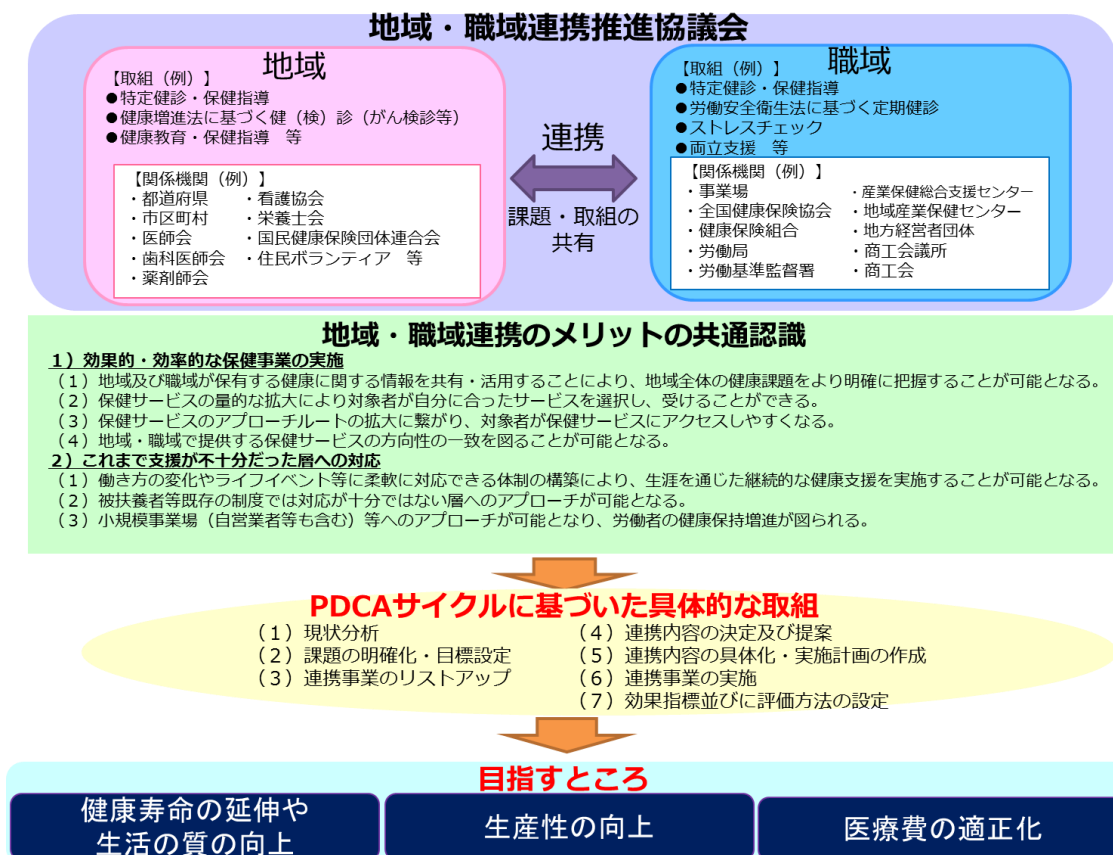 地域・職域連携推進協議会
地域
【取組（例）】
●特定健診・保健指導
●健康増進法に基づく健（検）診（がん検診等）
●健康教育・保健指導　等
【関係機関（例）】
・都道府県　・看護協会
・市区町村　・栄養士会
・医師会　・国民健康保険団体連合会
・歯科医師会　・住民ボランティア　等
・薬剤師会
連携
課題・取組の
共有
職域
【取組（例）】
●特定健診・保健指導
●労働安全衛生法に基づく定期健診
●ストレスチェック
●両立支援　等
【関係機関（例）】
・事業場　・産業保健総合支援センター
・全国健康保険協会　・地域産業保健センター
・健康保険組合　・地方経営者団体
・労働局　・商工会議所
・労働基準監督署　・商工会
地域・職域連携のメリットの共通認識
１）効果的・効率的な保健事業の実施
（１）地域及び職域が保有する健康に関する情報を共有・活用することにより、地域全体の健康課題をより明確に把握することが可能となる。
（２）保健サービスの量的な拡大により対象者が自分に合ったサービスを選択し、受けることができる。
（３）保健サービスのアプローチルートの拡大に繋がり、対象者が保健サービスにアクセスしやすくなる。
（４）地域・職域で提供する保健サービスの方向性の一致を図ることが可能となる。
２）これまで支援が不十分だった層への対応
（１）働き方の変化やライフイベント等に柔軟に対応できる体制の構築により、生涯を通じた継続的な健康支援を実施することが可能となる。
（２）被扶養者等既存の制度では対応が十分ではない層へのアプローチが可能となる。
（３）小規模事業場（自営業者等も含む）等へのアプローチが可能となり、労働者の健康保持増進が図られる。
PDCAサイクルに基づいた具体的な取組
（１）現状分析
（２）課題の明確化・目標設定
（３）連携事業のリストアップ
（４）連携内容の決定及び提案
（５）連携内容の具体化・実施計画の作成
（６）連携事業の実施
（７）効果指標並びに評価方法の設定
目指すところ
健康寿命の延伸や
生活の質の向上
生産性の向上
医療費の適正化